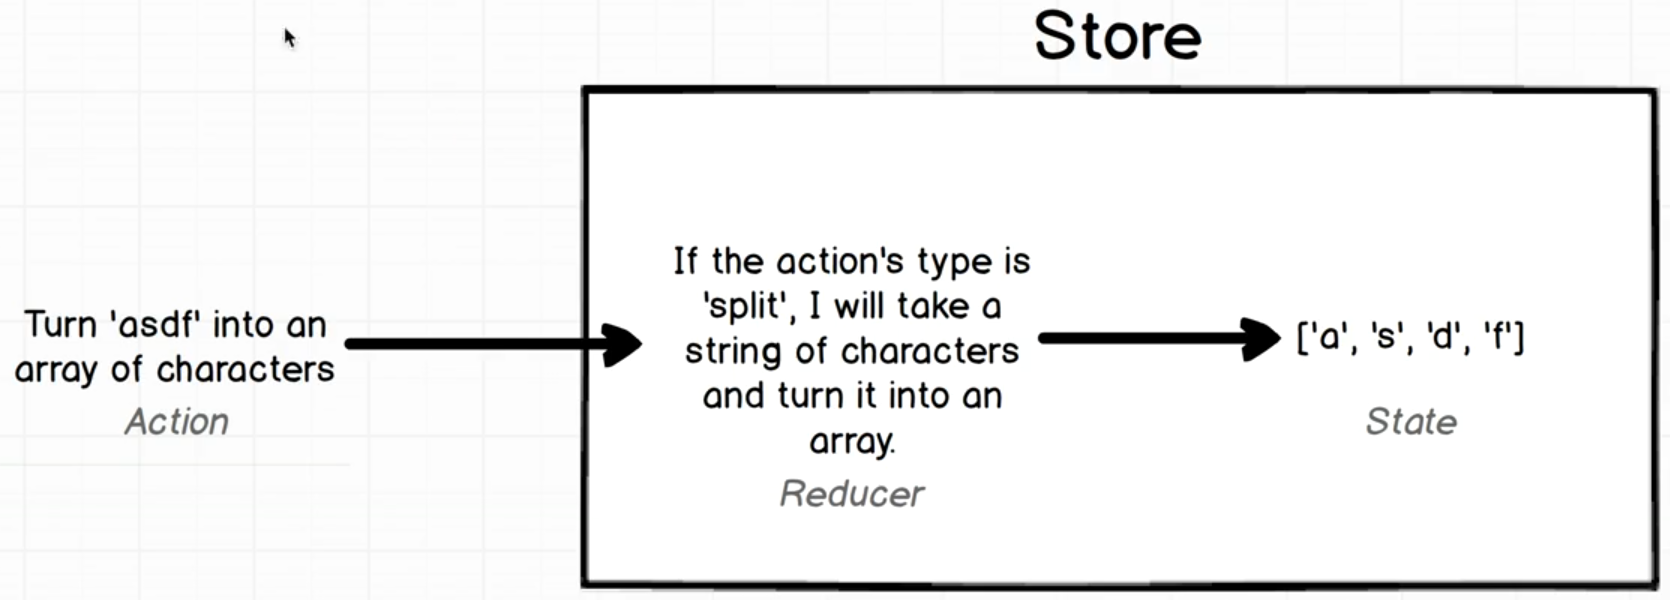 Store
Turn 'asdf' into an
array of characters
Action
If the action's type is
'split', I will take a
string of characters
and turn it into an
array.
Reducer
['a', 's', 'd', 'f']
State